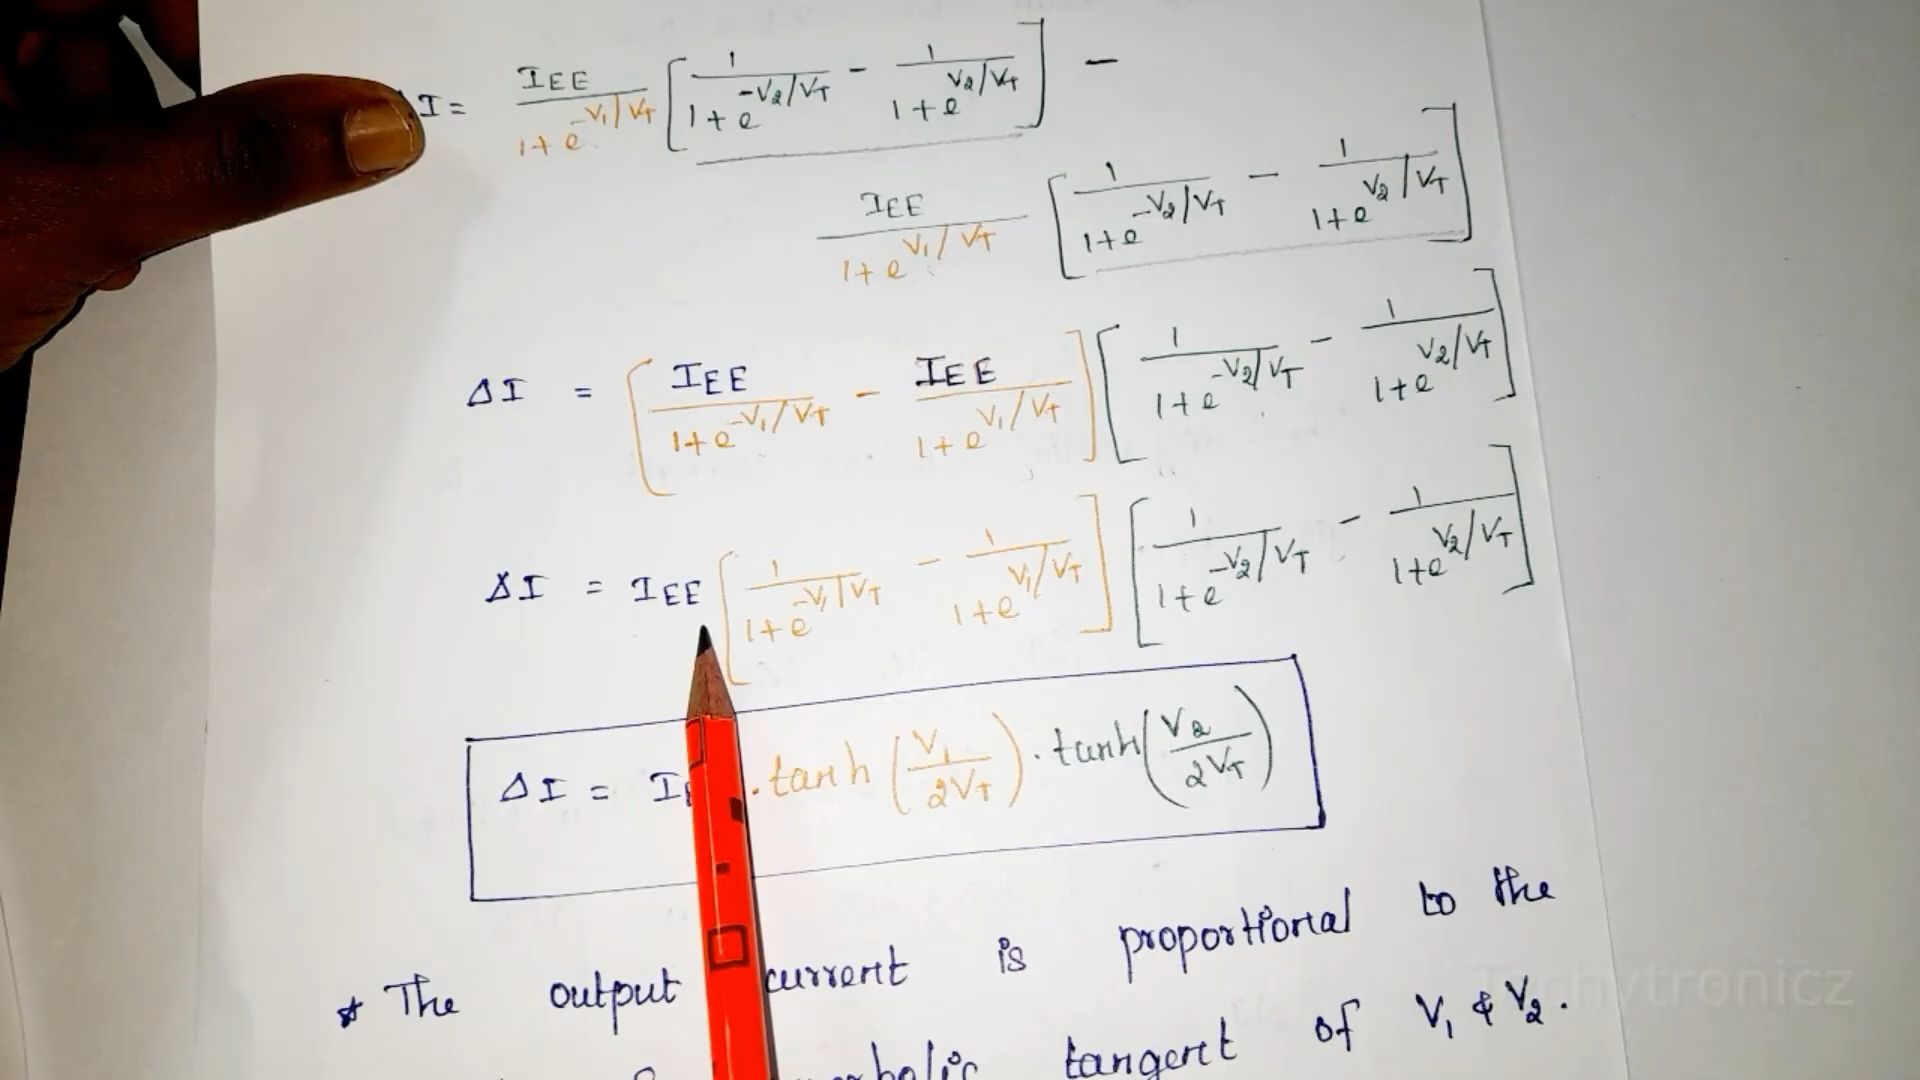 I = IEE / 1+e^-V1/VT [ 1 / 1+e^-V2/VT - 1 / 1+e^V2/VT ] -
IEE / 1+e^V1/VT [ 1 / 1+e^-V2/VT - 1 / 1+e^V2/VT ]
ΔI = [ IEE / 1+e^-V1/VT - IEE / 1+e^V1/VT ] [ 1 / 1+e^-V2/VT - 1 / 1+e^V2/VT ]
ΔI = IEE [ 1 / 1+e^-V1/VT - 1 / 1+e^V1/VT ] [ 1 / 1+e^-V2/VT - 1 / 1+e^V2/VT ]
ΔI = I . tanh ( V1 / 2VT ) . tanh ( V2 / 2VT )
* The output current is proportional to the
tangent of V1 & V2.